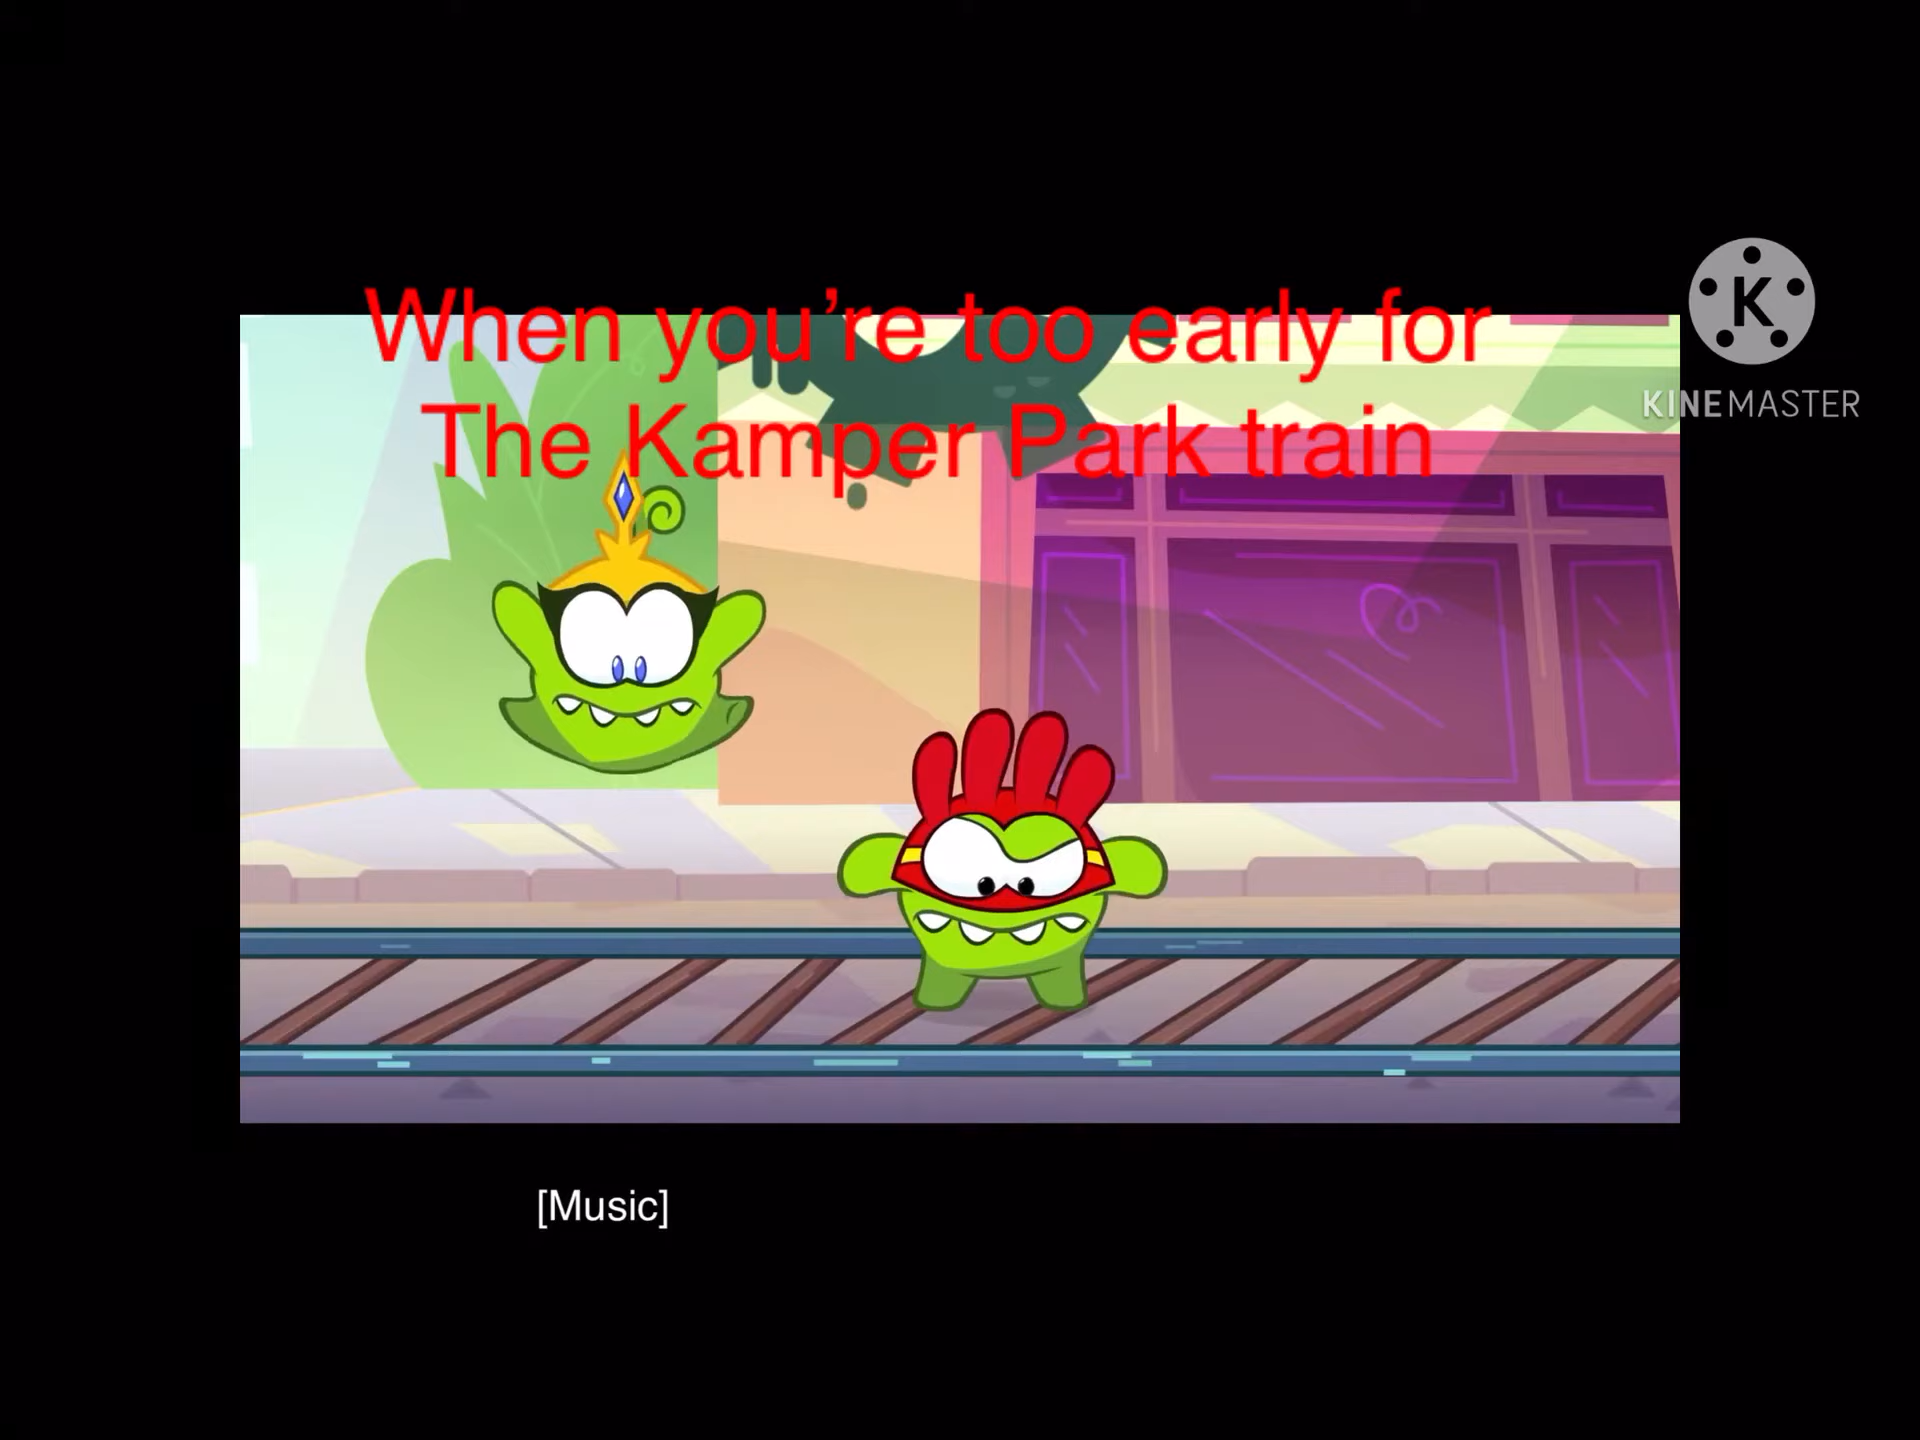 When you're too early for
The Kamper Park train
K
KINEMASTER
[Music]